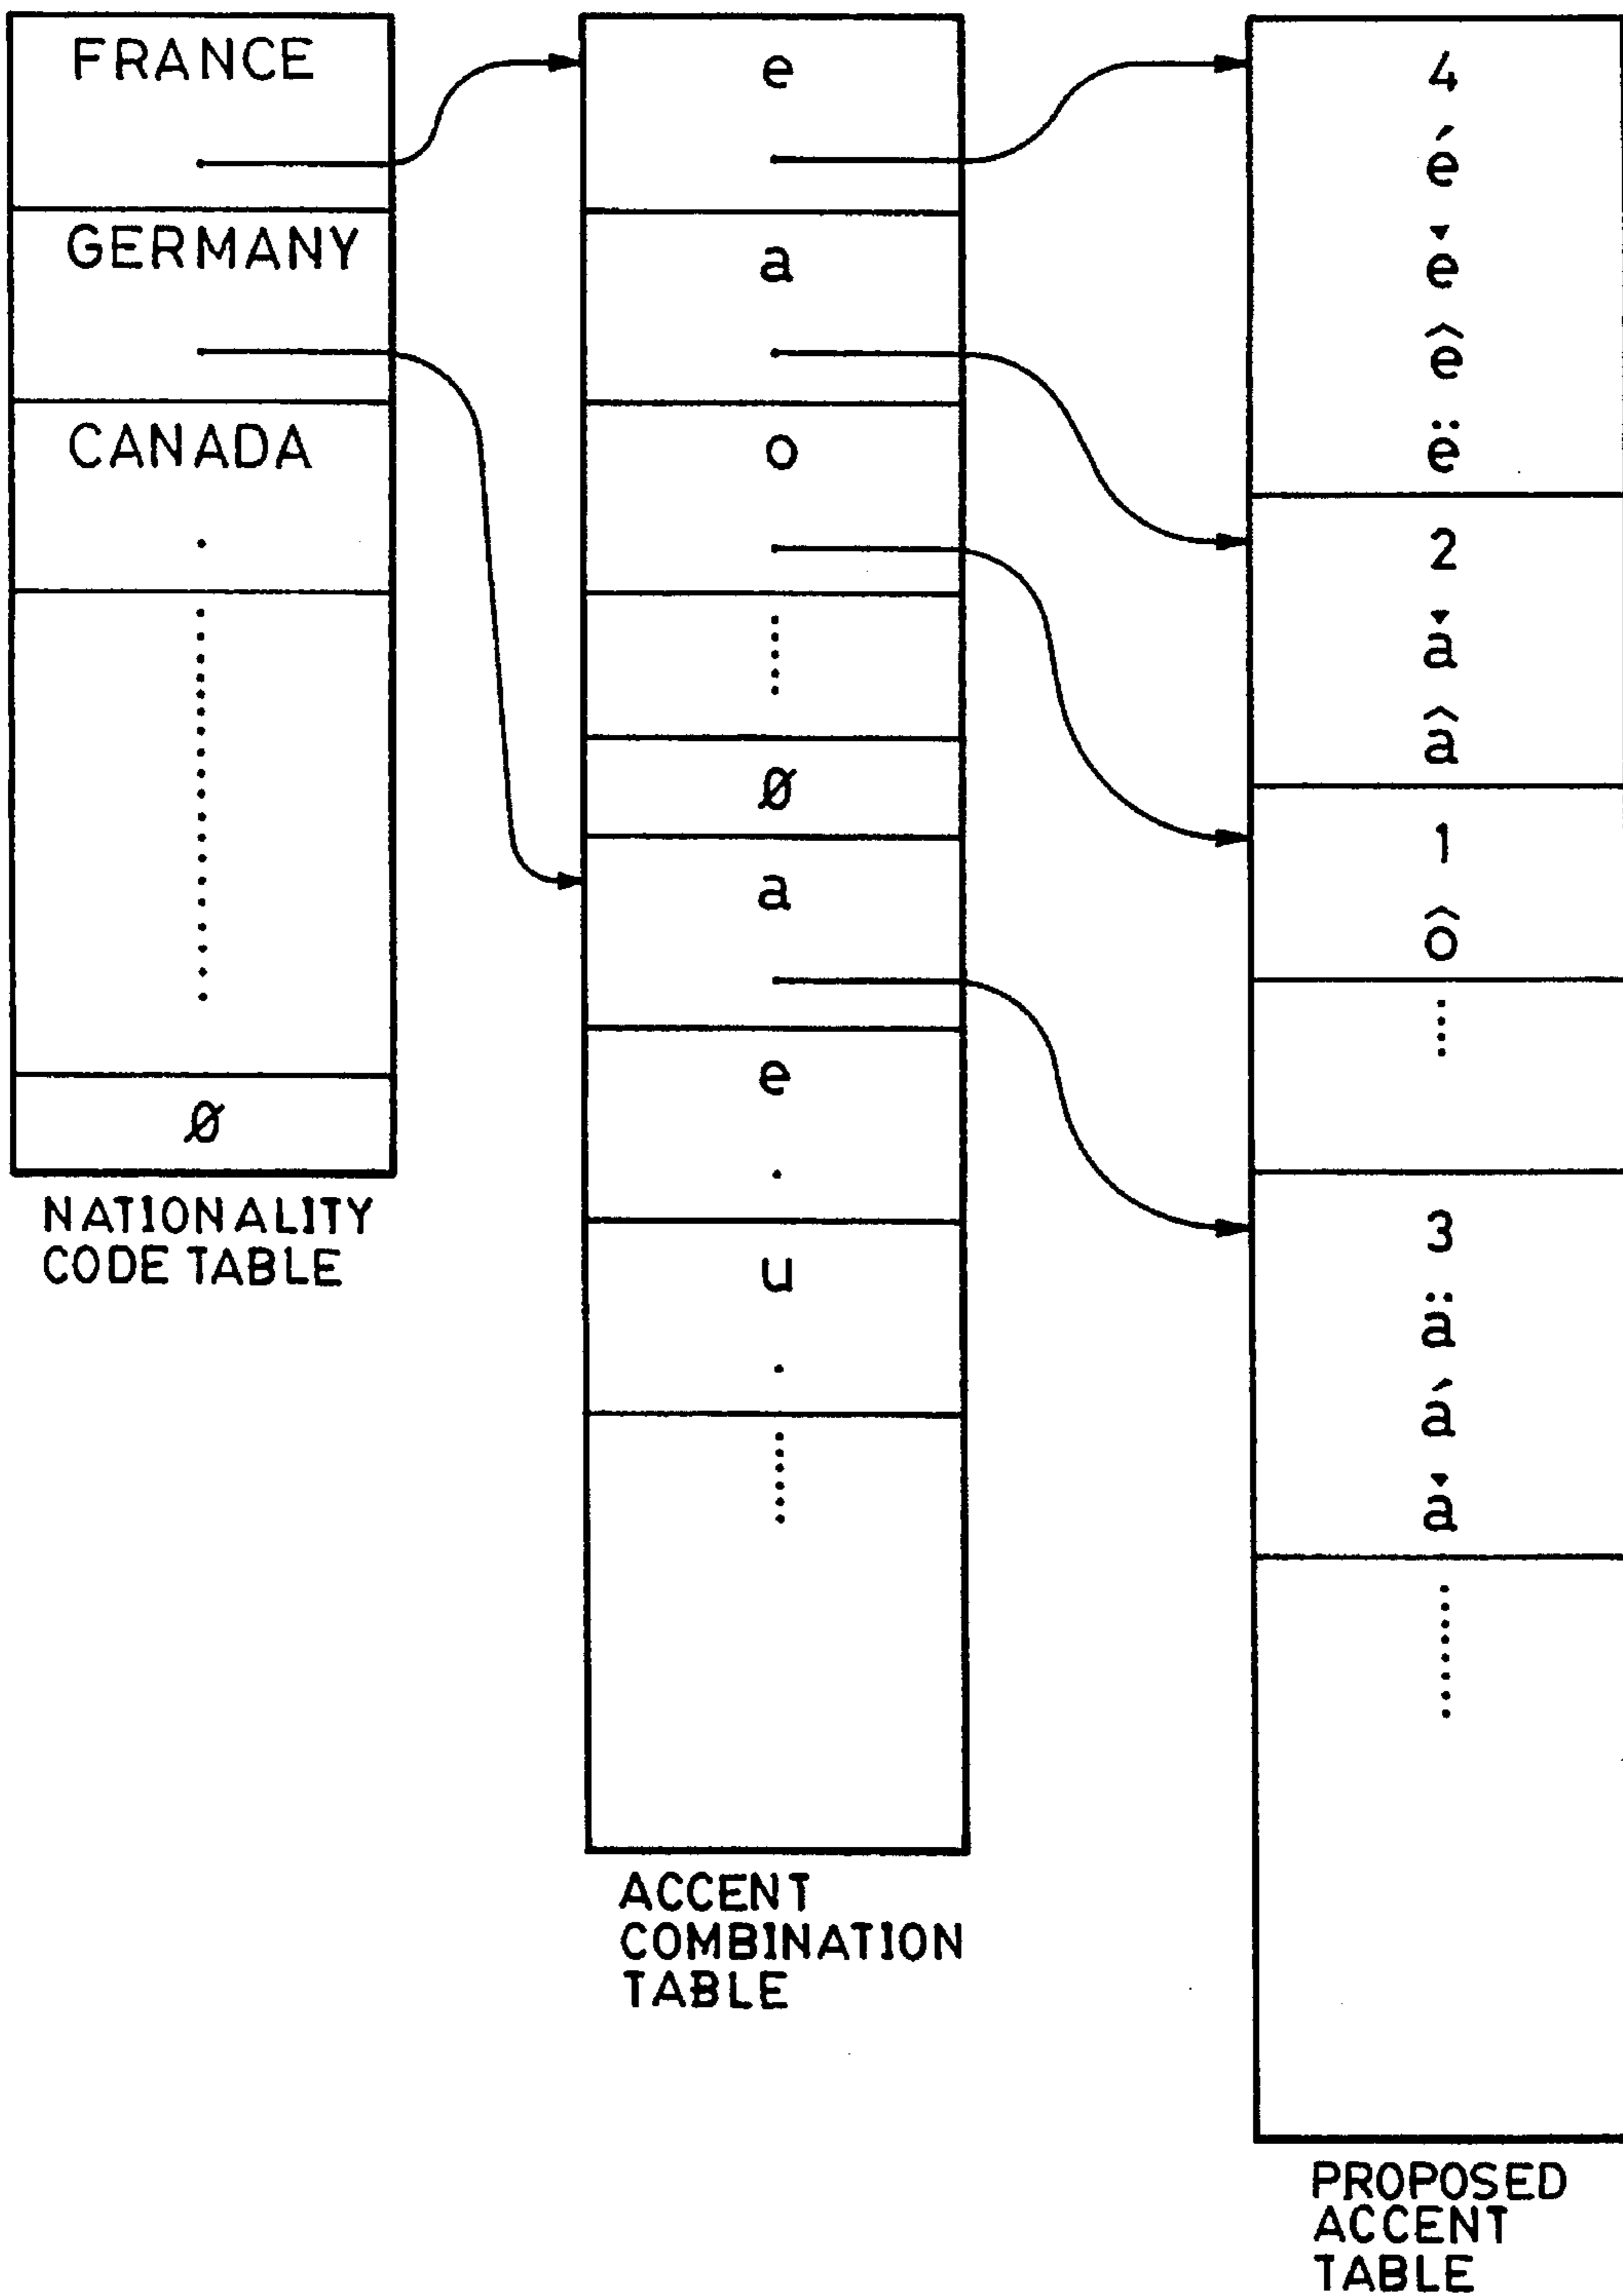 FRANCE
GERMANY
CANADA
Ø
NATIONALITY
CODE TABLE
e
a
o
Ø
a
e
u
ACCENT
COMBINATION
TABLE
4
é
è
ê
ë
2
à
â
1
ô
3
ä
á
à
PROPOSED
ACCENT
TABLE